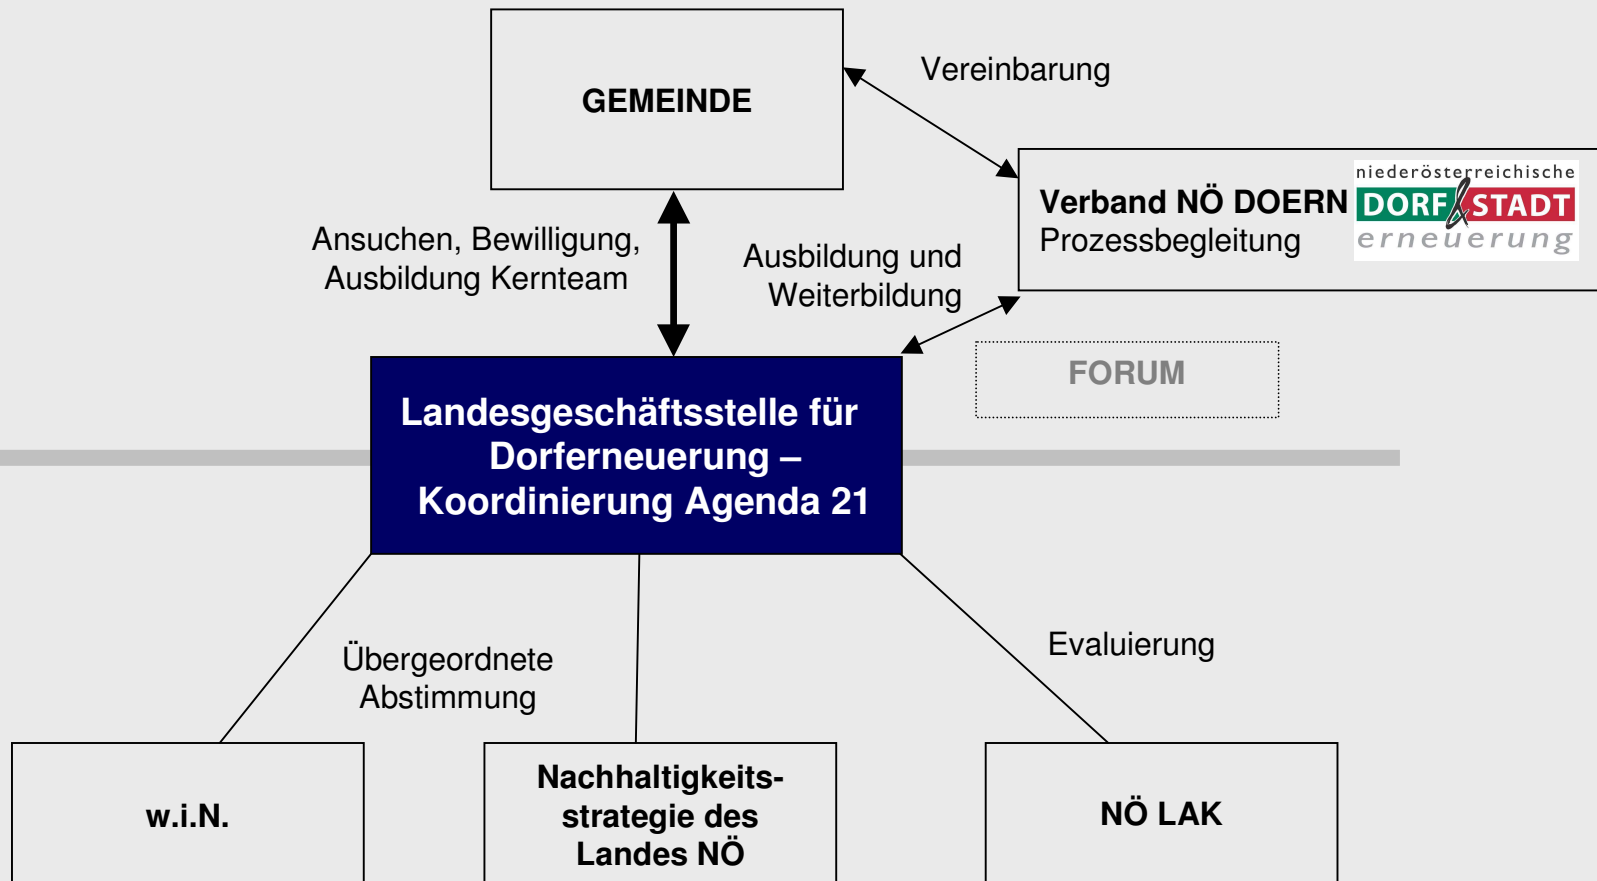 GEMEINDE
Vereinbarung
Verband NÖ DOERN
Prozessbegleitung
niederösterreichische
DORF & STADT
erneuerung
Ansuchen, Bewilligung,
Ausbildung Kernteam
Ausbildung und
Weiterbildung
FORUM
Landesgeschäftsstelle für
Dorferneuerung –
Koordinierung Agenda 21
Übergeordnete
Abstimmung
Evaluierung
w.i.N.
Nachhaltigkeits-
strategie des
Landes NÖ
NÖ LAK